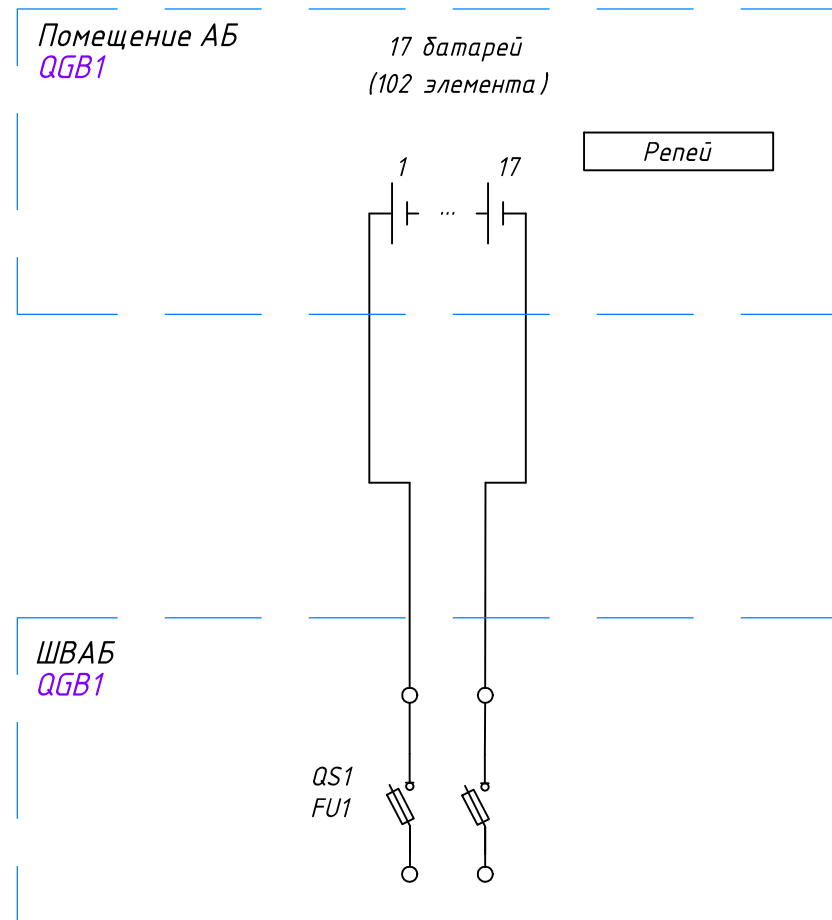 Помещение АБ
QGB1
17 батарей
(102 элемента)
Репей
1
17
...
ШВАБ
QGB1
QS1
FU1